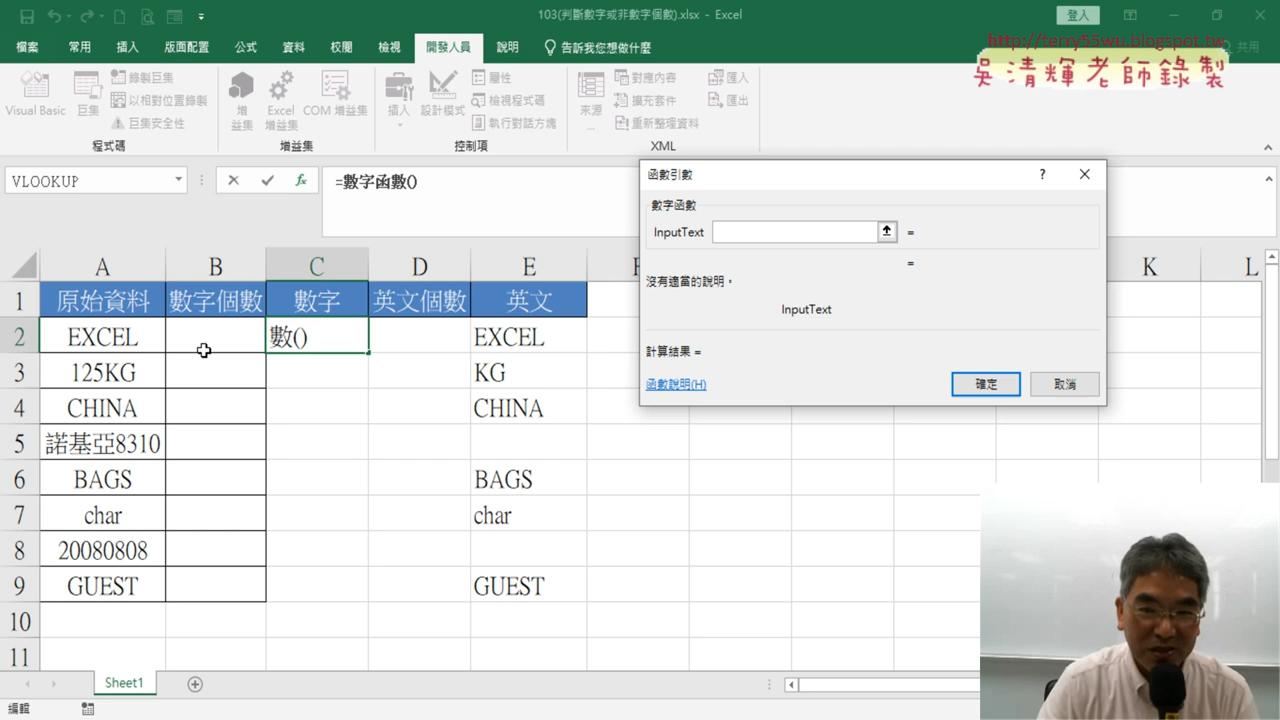 103(判斷數字或非數字個數).xlsx - Excel
登入
檔案 常用 插入 版面配置 公式 資料 校閱 檢視 開發人員 說明 告訴我您想做什麼 共用
http://terry55wu.blogspot.tw
吳清輝老師錄製
Visual Basic 巨集 錄製巨集 以相對位置錄製 巨集安全性
增益集 Excel 增益集 COM 增益集
插入 設計模式 屬性 檢視程式碼 執行對話方塊
來源 對應內容 擴充套件 重新整理資料 匯入 匯出
程式碼 增益集 控制項 XML
VLOOKUP =數字函數()
函數引數 ?
數字函數
InputText =
=
沒有適當的說明。
InputText
計算結果 =
函數說明(H) 確定 取消
A B C D E F K L
1 原始資料 數字個數 數字 英文個數 英文
2 EXCEL 數() EXCEL
3 125KG KG
4 CHINA CHINA
5 諾基亞8310
6 BAGS BAGS
7 char char
8 20080808
9 GUEST GUEST
10
11
Sheet1
編輯